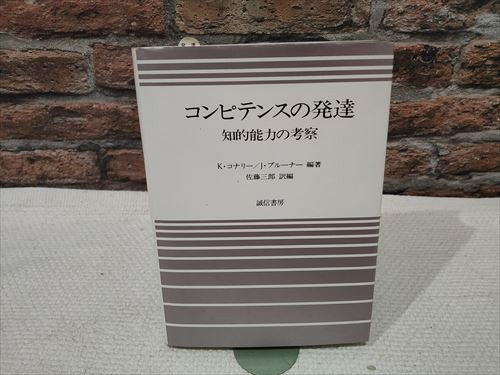 コンピテンスの発達
知的能力の考察
K・コナリー／J・ブルーナー 編著
佐藤三郎 訳編
誠信書房